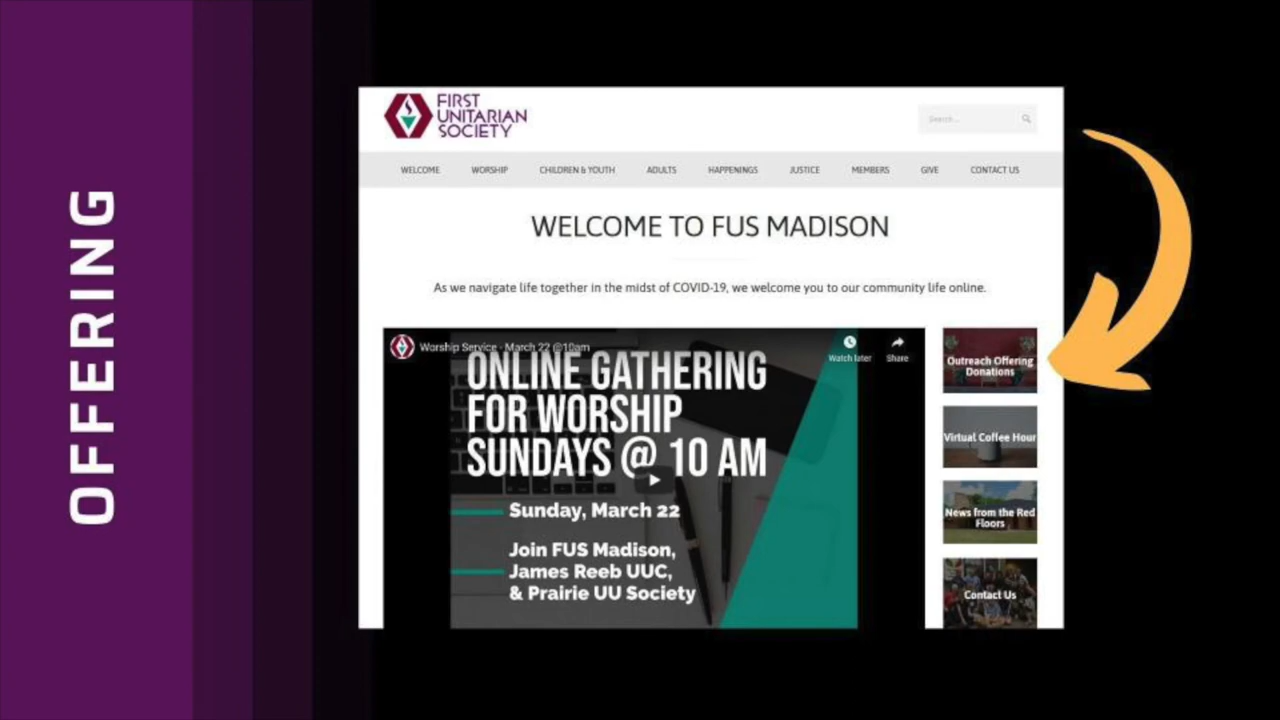 OFFERING
FIRST
UNITARIAN
SOCIETY
Search...
WELCOME WORSHIP CHILDREN & YOUTH ADULTS HAPPENINGS JUSTICE MEMBERS GIVE CONTACT US
WELCOME TO FUS MADISON
As we navigate life together in the midst of COVID-19, we welcome you to our community life online.
Worship Service - March 22 @10am
Watch later Share
ONLINE GATHERING
FOR WORSHIP
SUNDAYS @ 10 AM
Sunday, March 22
Join FUS Madison,
James Reeb UUC,
& Prairie UU Society
Outreach Offering
Donations
Virtual Coffee Hour
News from the Red
Floors
Contact Us